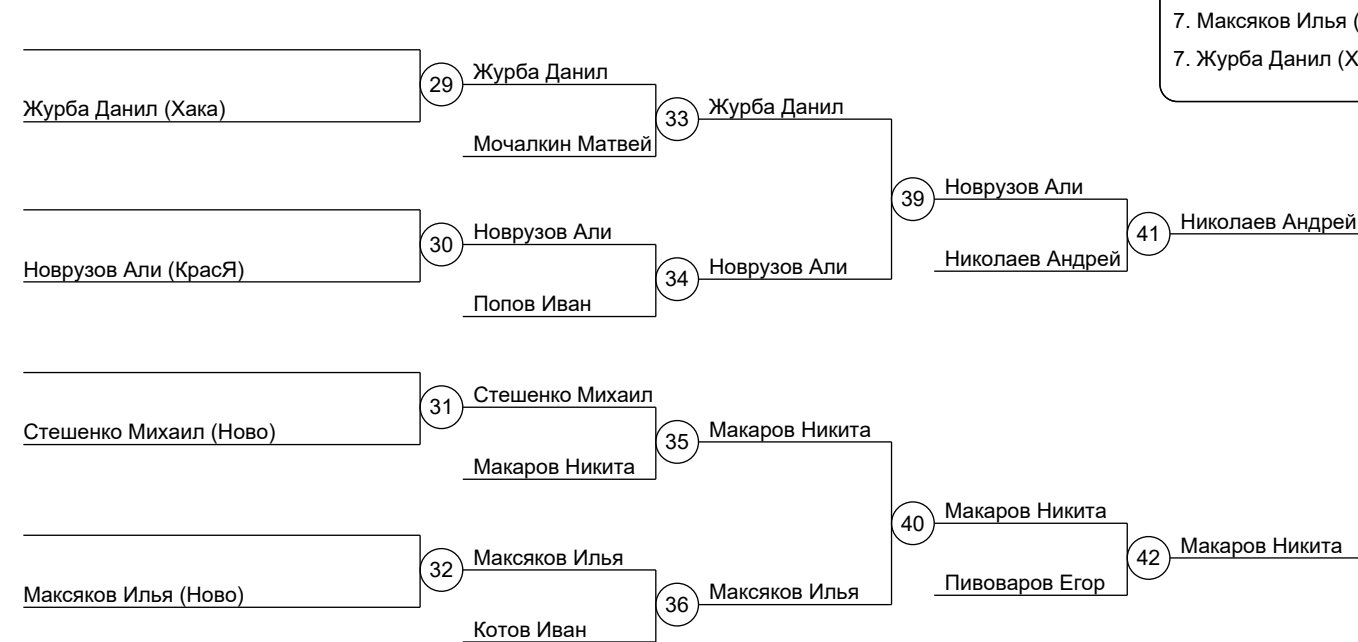 7. Максяков Илья (
7. Журба Данил (Х
29
Журба Данил
Журба Данил (Хака)
33
Журба Данил
Мочалкин Матвей
39
Новрузов Али
30
Новрузов Али
41
Николаев Андрей
Новрузов Али (КрасЯ)
34
Новрузов Али
Николаев Андрей
Попов Иван
31
Стешенко Михаил
Стешенко Михаил (Ново)
35
Макаров Никита
Макаров Никита
40
Макаров Никита
32
Максяков Илья
42
Макаров Никита
Максяков Илья (Ново)
36
Максяков Илья
Пивоваров Егор
Котов Иван